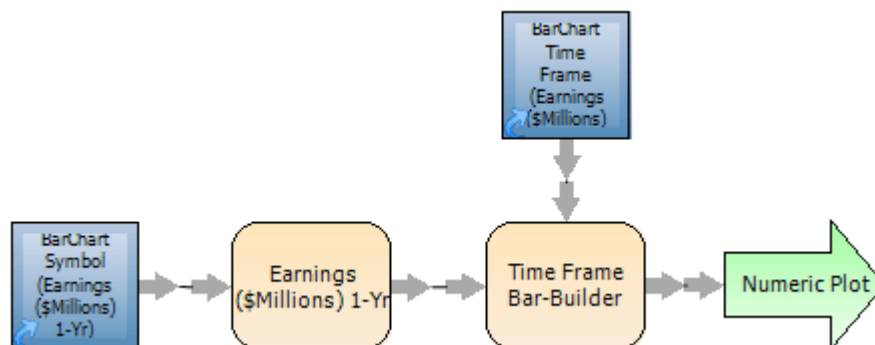 BarChart
Time
Frame
(Earnings
($Millions)
BarChart
Symbol
(Earnings
($Millions)
1-Yr)
Earnings
($Millions) 1-Yr
Time Frame
Bar-Builder
Numeric Plot